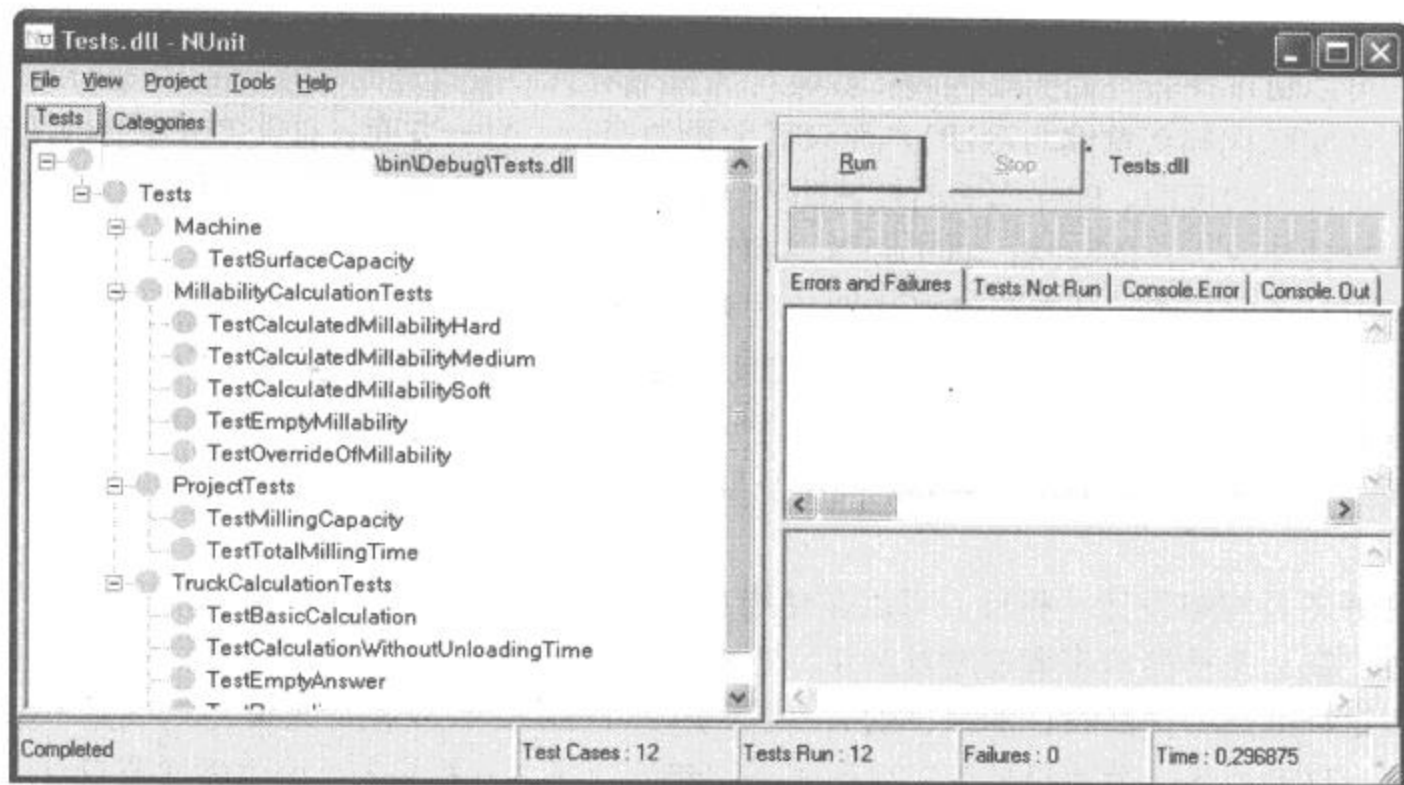 Tests.dll - NUnit
File View Project Tools Help
Tests Categories
\bin\Debug\Tests.dll
Tests
Machine
TestSurfaceCapacity
MillabilityCalculationTests
TestCalculatedMillabilityHard
TestCalculatedMillabilityMedium
TestCalculatedMillabilitySoft
TestEmptyMillability
TestOverrideOfMillability
ProjectTests
TestMillingCapacity
TestTotalMillingTime
TruckCalculationTests
TestBasicCalculation
TestCalculationWithoutUnloadingTime
TestEmptyAnswer
Run Stop Tests.dll
Errors and Failures Tests Not Run Console.Error Console.Out
Completed Test Cases : 12 Tests Run : 12 Failures : 0 Time : 0,296875